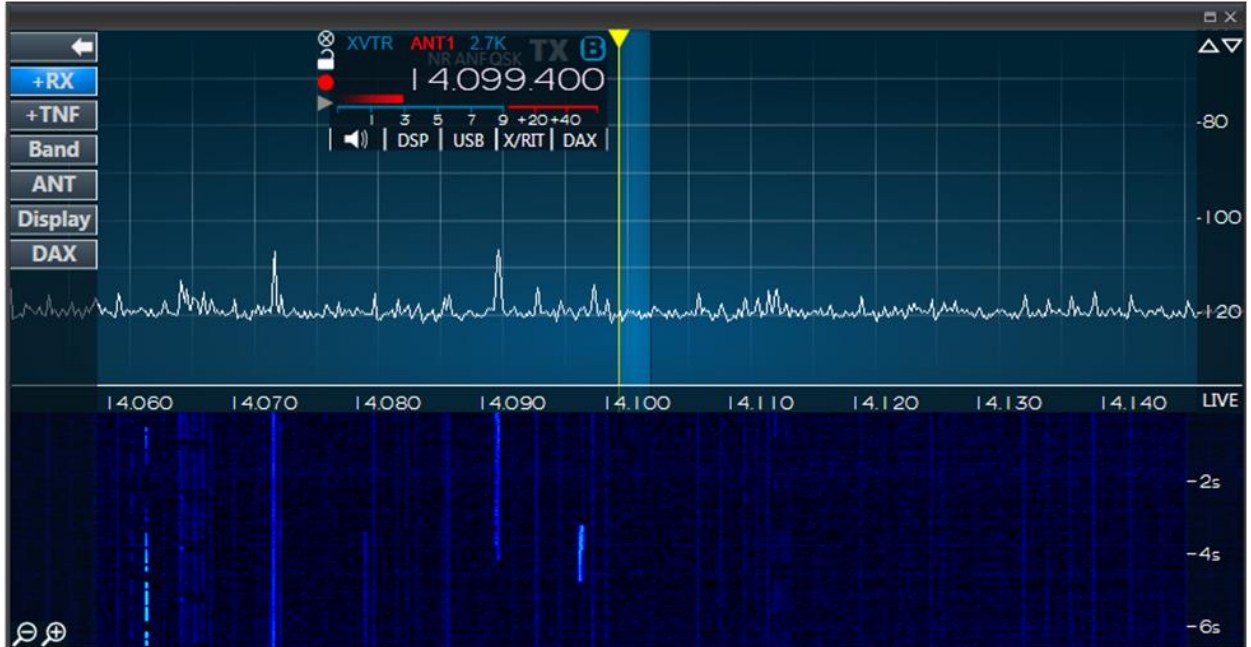 XVTR ANT1 2.7K TX B
NR ANF QSK
14.099.400
+RX
+TNF
Band
ANT
Display
DAX
1 3 5 7 9 +20 +40
DSP USB X/RIT DAX
-80
-100
-120
14.060 14.070 14.080 14.090 14.100 14.110 14.120 14.130 14.140 LIVE
-2s
-4s
-6s